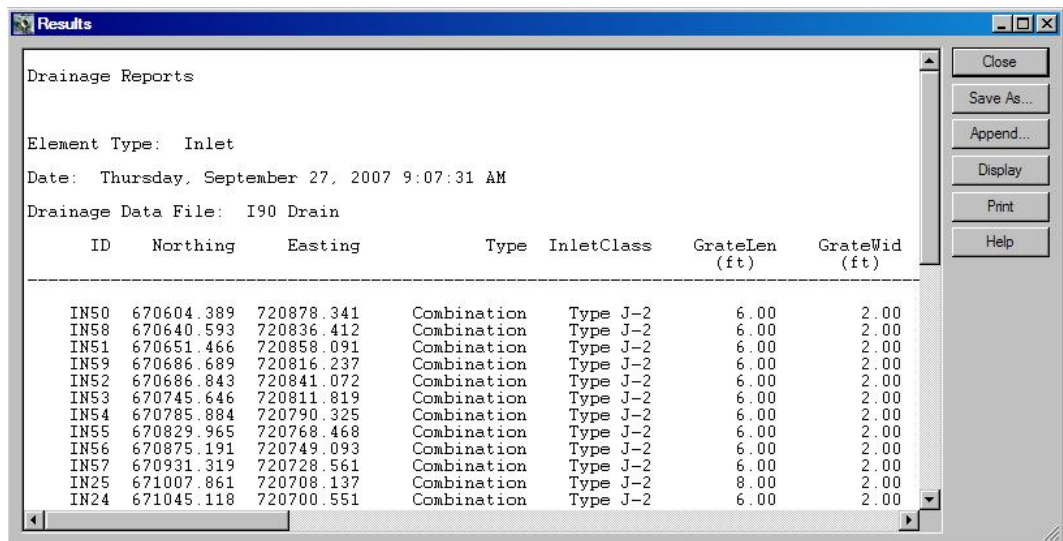 Results
Drainage Reports
Element Type: Inlet
Date: Thursday, September 27, 2007 9:07:31 AM
Drainage Data File: I90 Drain
ID Northing Easting Type InletClass GrateLen GrateWid
(ft) (ft)
IN50 670604.389 720878.341 Combination Type J-2 6.00 2.00
IN58 670640.593 720836.412 Combination Type J-2 6.00 2.00
IN51 670651.466 720858.091 Combination Type J-2 6.00 2.00
IN59 670686.689 720816.237 Combination Type J-2 6.00 2.00
IN52 670686.843 720841.072 Combination Type J-2 6.00 2.00
IN53 670745.646 720811.819 Combination Type J-2 6.00 2.00
IN54 670785.884 720790.325 Combination Type J-2 6.00 2.00
IN55 670829.965 720768.468 Combination Type J-2 6.00 2.00
IN56 670875.191 720749.093 Combination Type J-2 6.00 2.00
IN57 670931.319 720728.561 Combination Type J-2 6.00 2.00
IN25 671007.861 720708.137 Combination Type J-2 8.00 2.00
IN24 671045.118 720700.551 Combination Type J-2 6.00 2.00
Close
Save As...
Append...
Display
Print
Help